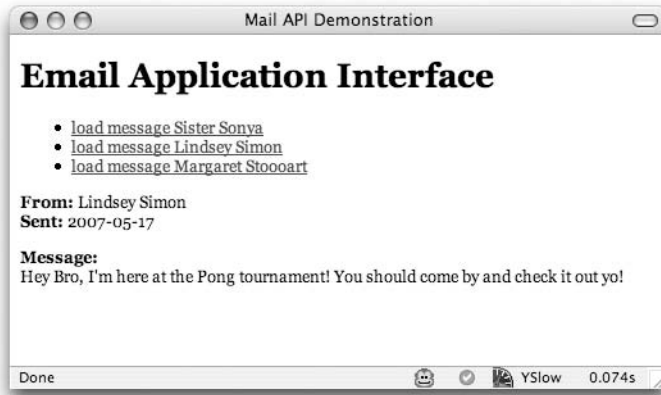 Mail API Demonstration
Email Application Interface
• load message Sister Sonya
• load message Lindsey Simon
• load message Margaret Stoooart
From: Lindsey Simon
Sent: 2007-05-17
Message:
Hey Bro, I'm here at the Pong tournament! You should come by and check it out yo!
Done YSlow 0.074s